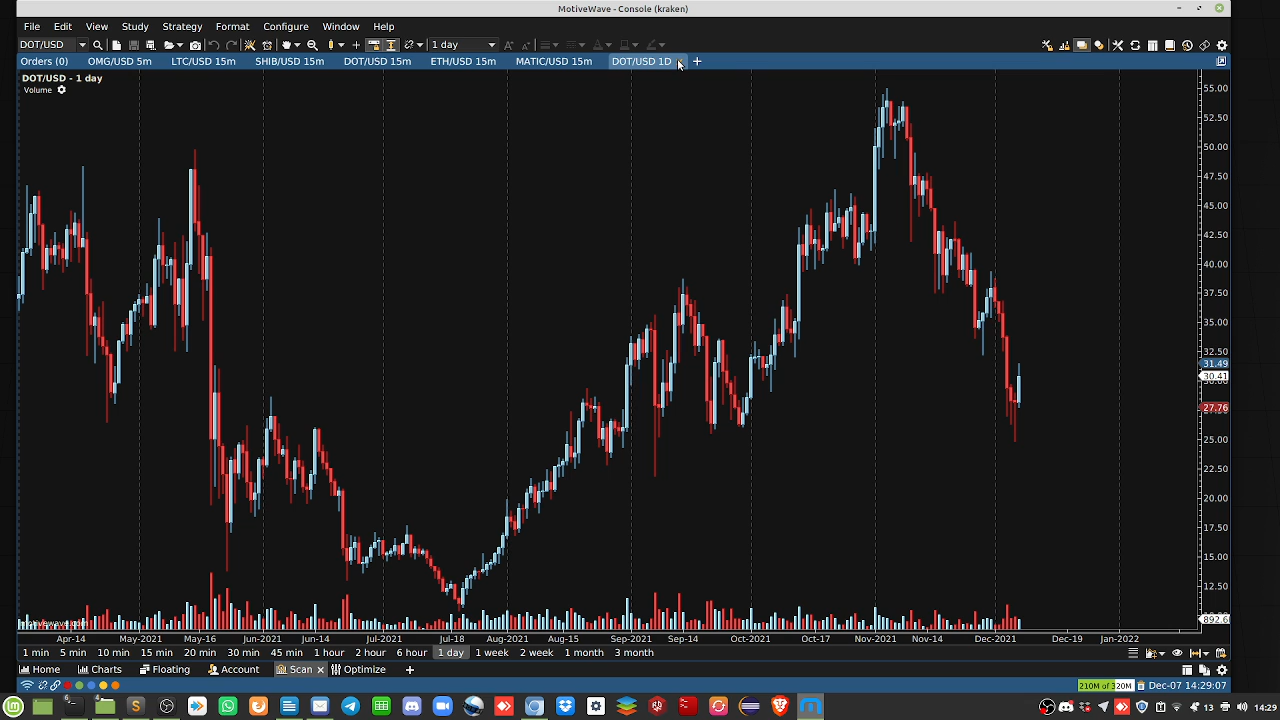 MotiveWave - Console (kraken)
File Edit View Study Strategy Format Configure Window Help
DOT/USD 1 day
Orders (0) OMG/USD 5m LTC/USD 15m SHIB/USD 15m DOT/USD 15m ETH/USD 15m MATIC/USD 15m DOT/USD 1D
DOT/USD - 1 day
Volume
55.00
52.50
50.00
47.50
45.00
42.50
40.00
37.50
35.00
32.50
31.49
30.41
27.76
25.00
22.50
20.00
17.50
15.00
12.50
892.6
Apr-14 May-2021 May-16 Jun-2021 Jun-14 Jul-2021 Jul-18 Aug-2021 Aug-15 Sep-2021 Sep-14 Oct-2021 Oct-17 Nov-2021 Nov-14 Dec-2021 Dec-19 Jan-2022
1 min 5 min 10 min 15 min 20 min 30 min 45 min 1 hour 2 hour 6 hour 1 day 1 week 2 week 1 month 3 month
Home Charts Floating Account Scan Optimize
210M of 320M Dec-07 14:29:07
13 14:29